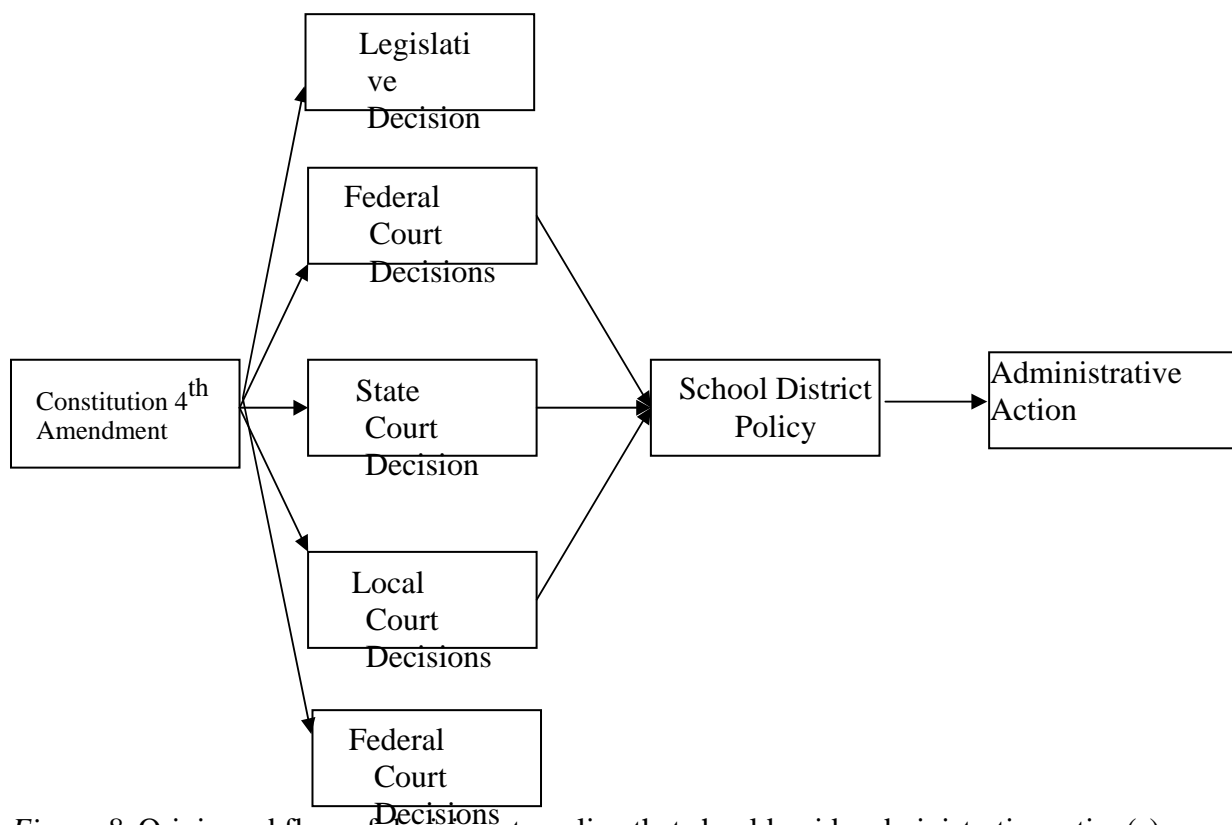 Legislati
ve
Decision
Federal
Court
Decisions
Constitution 4th
Amendment
State
Court
Decision
School District
Policy
Administrative
Action
Local
Court
Decisions
Federal
Court
Decisions